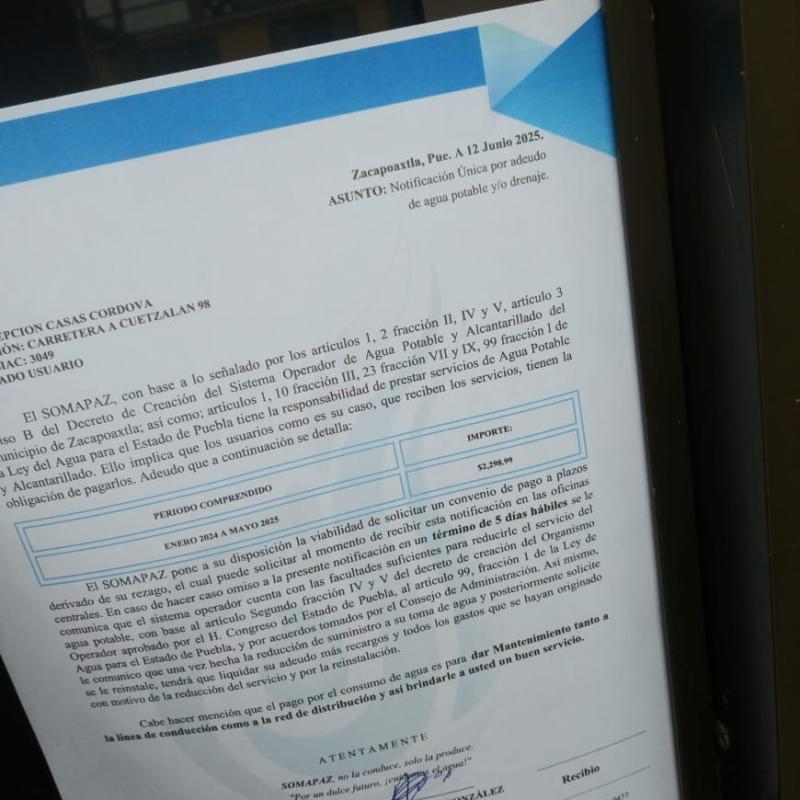 Zacapoaxtla, Pue. A 12 Junio 2025.
ASUNTO: Notificación Única por adeudo
de agua potable y/o drenaje.
EPCION CASAS CORDOVA
ÓN: CARRETERA A CUETZALAN 98
IAC: 3049
ADO USUARIO
El SOMAPAZ, con base a lo señalado por los artículos 1, 2 fracción II, IV y V, artículo 3
iso B del Decreto de Creación del Sistema Operador de Agua Potable y Alcantarillado del
unicipio de Zacapoaxtla; así como; artículos 1, 10 fracción III, 23 fracción VII y IX, 99 fracción I de
a Ley del Agua para el Estado de Puebla tiene la responsabilidad de prestar servicios de Agua Potable
y Alcantarillado. Ello implica que los usuarios como es su caso, que reciben los servicios, tienen la
obligación de pagarlos. Adeudo que a continuación se detalla:
PERIODO COMPRENDIDO IMPORTE:
ENERO 2024 A MAYO 2025 $2,298.99
El SOMAPAZ pone a su disposición la viabilidad de solicitar un convenio de pago a plazos
derivado de su rezago, el cual puede solicitar al momento de recibir esta notificación en las oficinas
centrales. En caso de hacer caso omiso a la presente notificación en un término de 5 días hábiles se le
comunica que el sistema operador cuenta con las facultades suficientes para reducirle el servicio del
agua potable, con base al artículo Segundo fracción IV y V del decreto de creación del Organismo
Operador aprobado por el H. Congreso del Estado de Puebla, al artículo 99, fracción 1 de la Ley de
Agua para el Estado de Puebla, y por acuerdos tomados por el Consejo de Administración. Así mismo,
le comunico que una vez hecha la reducción de suministro a su toma de agua y posteriormente solicite
se le reinstale, tendrá que liquidar su adeudo más recargos y todos los gastos que se hayan originado
con motivo de la reducción del servicio y por la reinstalación.
Cabe hacer mención que el pago por el consumo de agua es para dar Mantenimiento tanto a
la línea de conducción como a la red de distribución y así brindarle a usted un buen servicio.
ATENTAMENTE
SOMAPAZ, no la conduce, solo la produce.
"Por un dulce futuro, ¡cuidemos el agua!"
ONZÁLEZ
Recibio